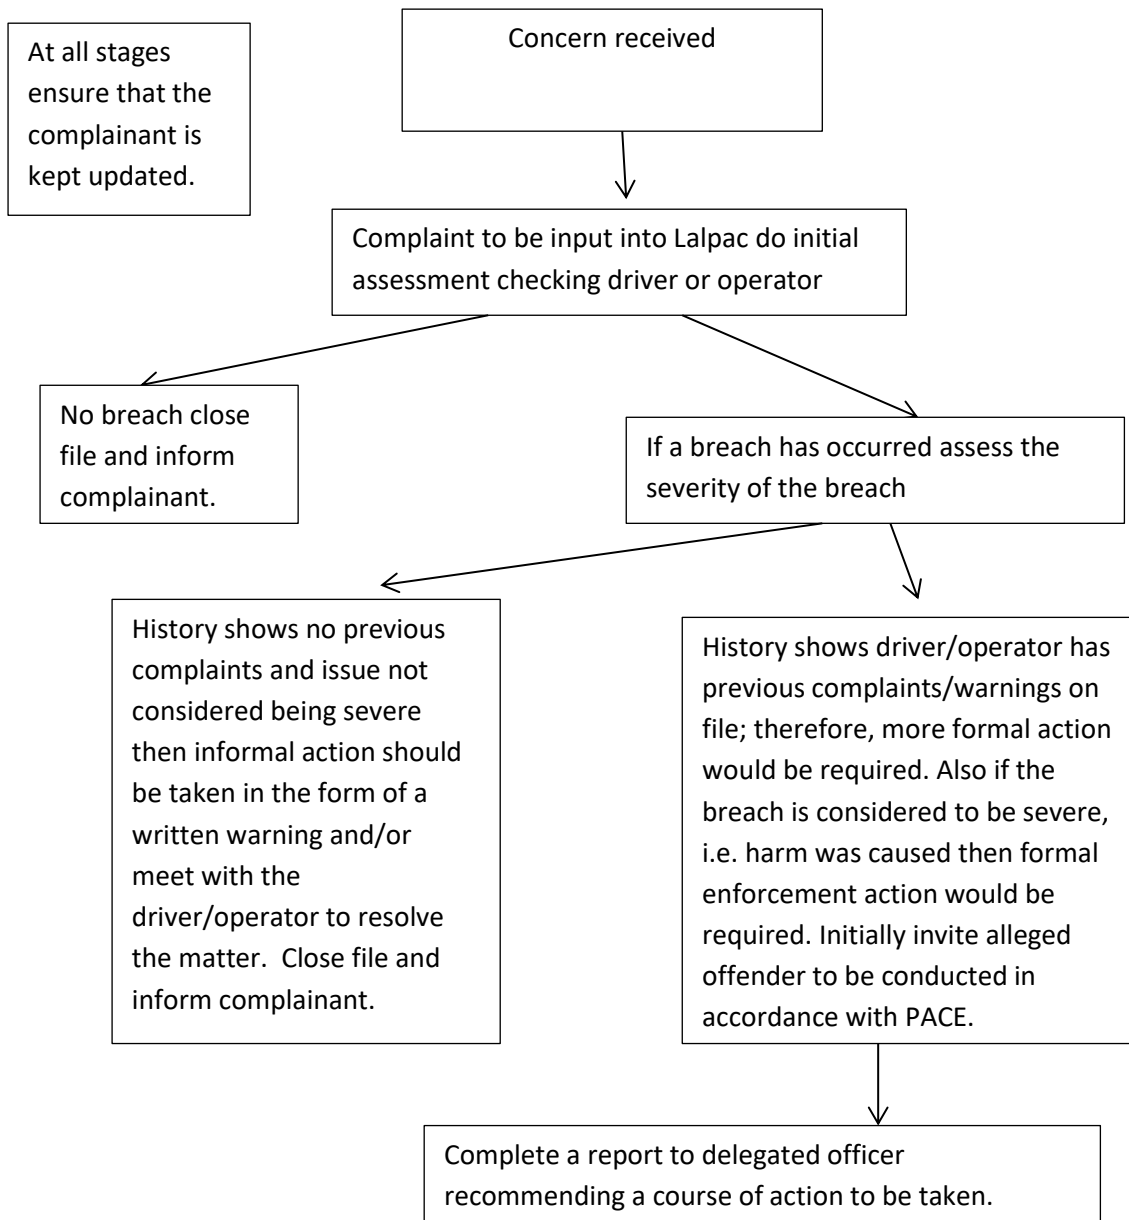 At all stages
ensure that the
complainant is
kept updated.
Concern received
Complaint to be input into Lalpac do initial
assessment checking driver or operator
No breach close
file and inform
complainant.
If a breach has occurred assess the
severity of the breach
History shows no previous
complaints and issue not
considered being severe
then informal action should
be taken in the form of a
written warning and/or
meet with the
driver/operator to resolve
the matter.  Close file and
inform complainant.
History shows driver/operator has
previous complaints/warnings on
file; therefore, more formal action
would be required. Also if the
breach is considered to be severe,
i.e. harm was caused then formal
enforcement action would be
required. Initially invite alleged
offender to be conducted in
accordance with PACE.
Complete a report to delegated officer
recommending a course of action to be taken.